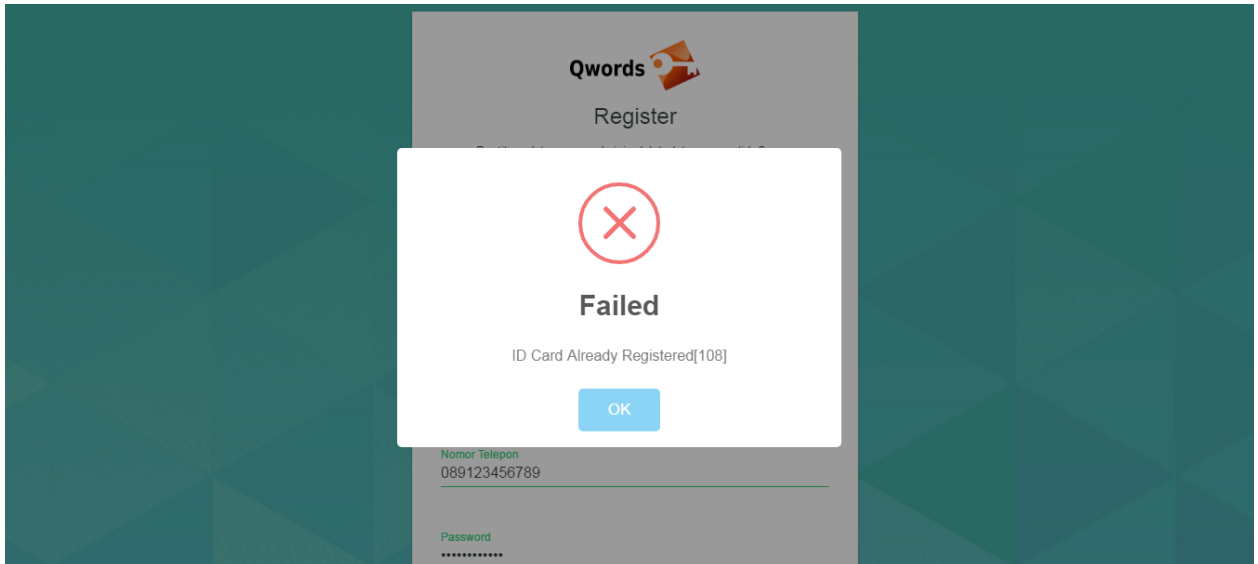 Qwords
Register
Failed
ID Card Already Registered[108]
OK
Nomor Telepon
089123456789
Password
••••••••••••